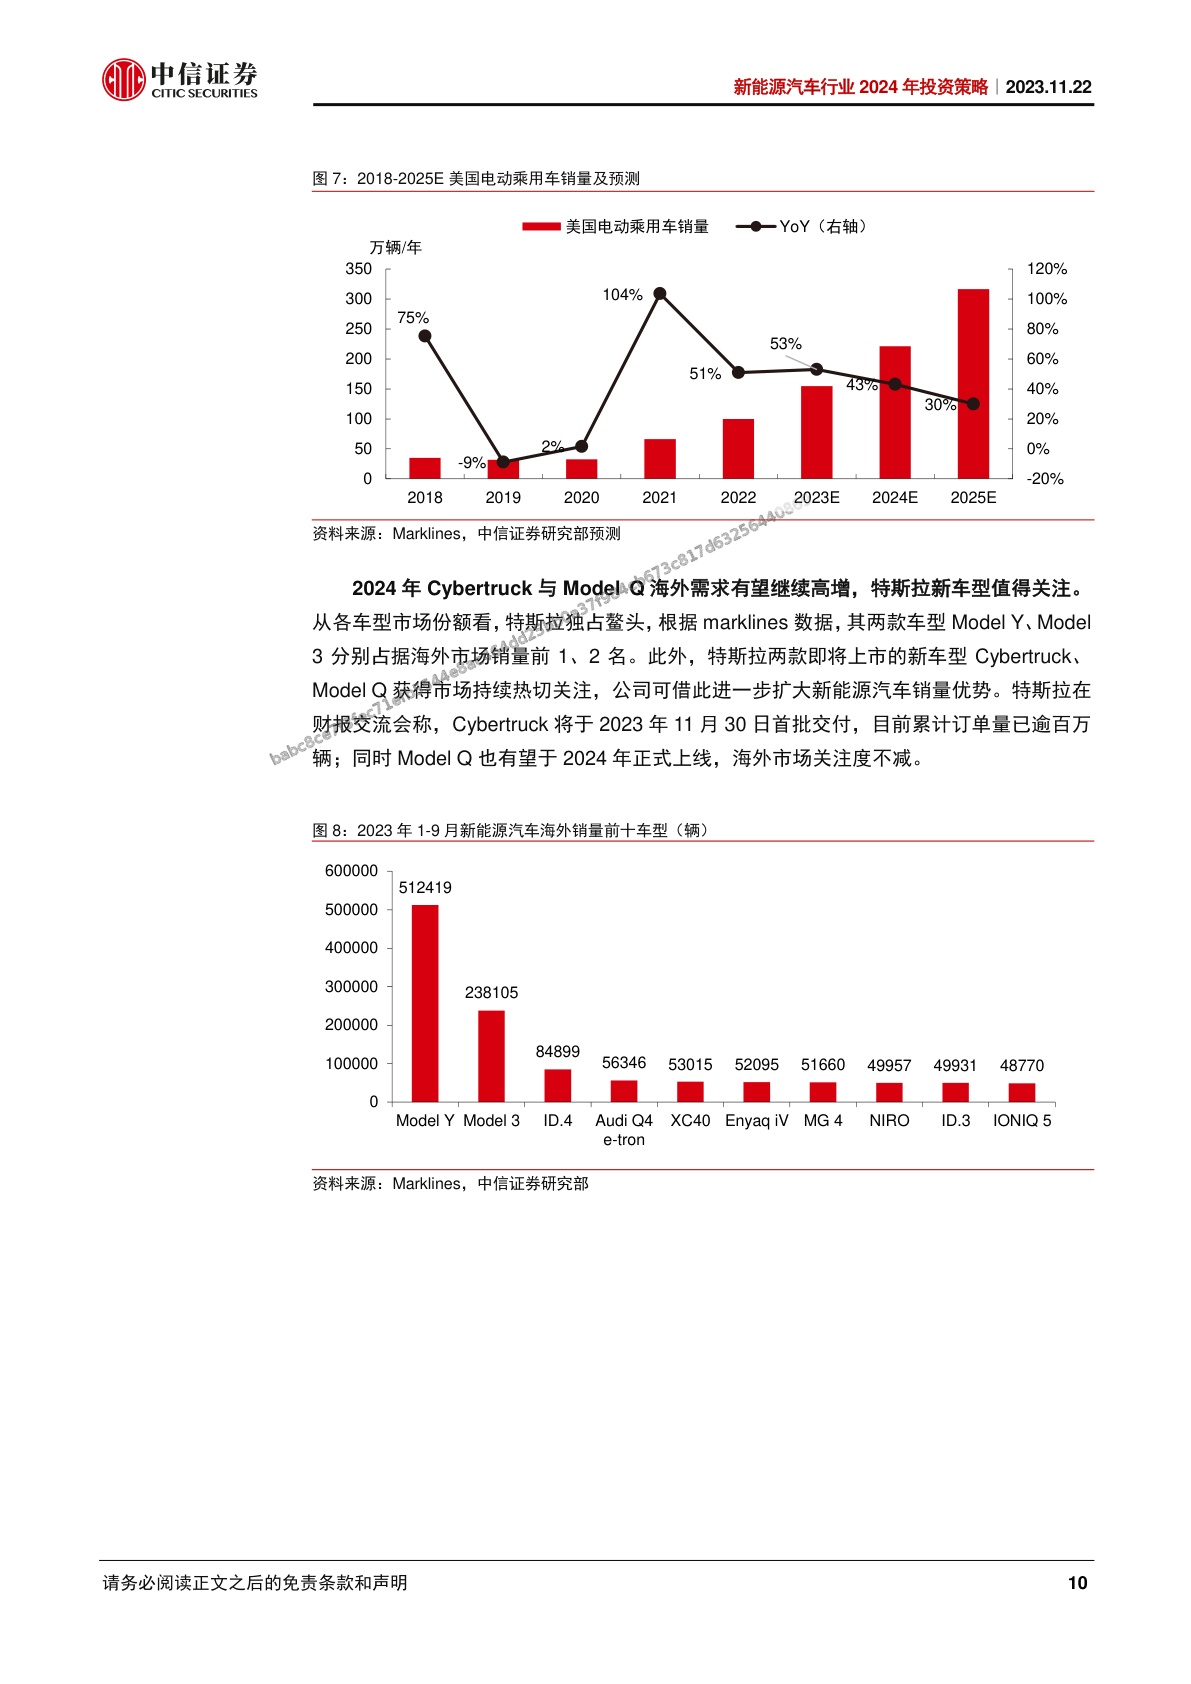 中信证券
CITIC SECURITIES
新能源汽车行业 2024 年投资策略｜2023.11.22
图 7：2018-2025E 美国电动乘用车销量及预测
美国电动乘用车销量 YoY（右轴）
万辆/年
350 120%
300 100%
250 80%
200 60%
150 40%
100 20%
50 0%
0 -20%
75% -9% 2% 104% 51% 53% 43% 30%
2018 2019 2020 2021 2022 2023E 2024E 2025E
资料来源：Marklines，中信证券研究部预测
2024 年 Cybertruck 与 Model Q 海外需求有望继续高增，特斯拉新车型值得关注。
从各车型市场份额看，特斯拉独占鳌头，根据 marklines 数据，其两款车型 Model Y、Model
3 分别占据海外市场销量前 1、2 名。此外，特斯拉两款即将上市的新车型 Cybertruck、
Model Q 获得市场持续热切关注，公司可借此进一步扩大新能源汽车销量优势。特斯拉在
财报交流会称，Cybertruck 将于 2023 年 11 月 30 日首批交付，目前累计订单量已逾百万
辆；同时 Model Q 也有望于 2024 年正式上线，海外市场关注度不减。
图 8：2023 年 1-9 月新能源汽车海外销量前十车型（辆）
600000
500000
400000
300000
200000
100000
0
512419 238105 84899 56346 53015 52095 51660 49957 49931 48770
Model Y Model 3 ID.4 Audi Q4 e-tron XC40 Enyaq iV MG 4 NIRO ID.3 IONIQ 5
资料来源：Marklines，中信证券研究部
请务必阅读正文之后的免责条款和声明 10